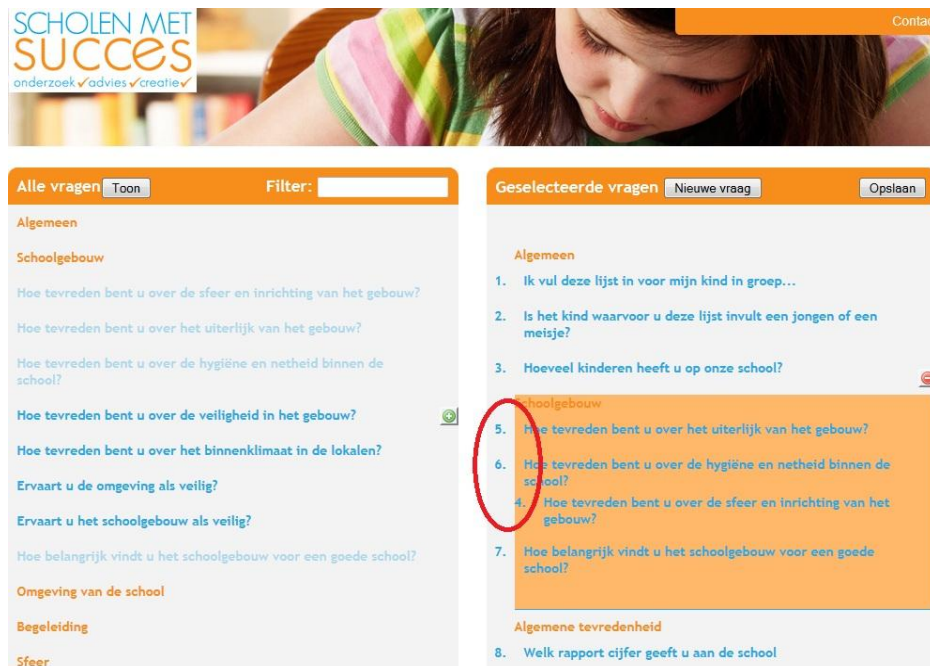 SCHOLEN MET
SUCCES
onderzoek✓advies✓creatie✓
Alle vragen Toon Filter:
Algemeen
Schoolgebouw
Hoe tevreden bent u over de sfeer en inrichting van het gebouw?
Hoe tevreden bent u over het uiterlijk van het gebouw?
Hoe tevreden bent u over de hygiëne en netheid binnen de
school?
Hoe tevreden bent u over de veiligheid in het gebouw?
Hoe tevreden bent u over het binnenklimaat in de lokalen?
Ervaart u de omgeving als veilig?
Ervaart u het schoolgebouw als veilig?
Hoe belangrijk vindt u het schoolgebouw voor een goede school?
Omgeving van de school
Begeleiding
Sfeer
Geselecteerde vragen Nieuwe vraag Opslaan
Algemeen
1. Ik vul deze lijst in voor mijn kind in groep...
2. Is het kind waarvoor u deze lijst invult een jongen of een
meisje?
3. Hoeveel kinderen heeft u op onze school?
Schoolgebouw
5. Hoe tevreden bent u over het uiterlijk van het gebouw?
6. Hoe tevreden bent u over de hygiëne en netheid binnen de
school?
4. Hoe tevreden bent u over de sfeer en inrichting van het
gebouw?
7. Hoe belangrijk vindt u het schoolgebouw voor een goede
school?
Algemene tevredenheid
8. Welk rapport cijfer geeft u aan de school